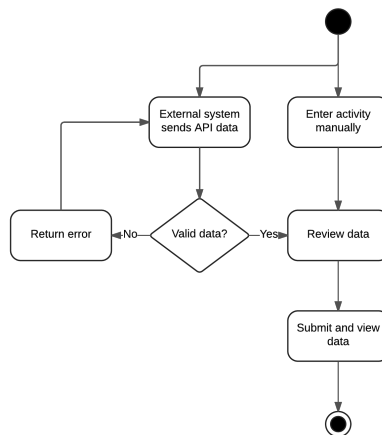 External system
sends API data
Enter activity
manually
Return error
No
Valid data?
Yes
Review data
Submit and view
data